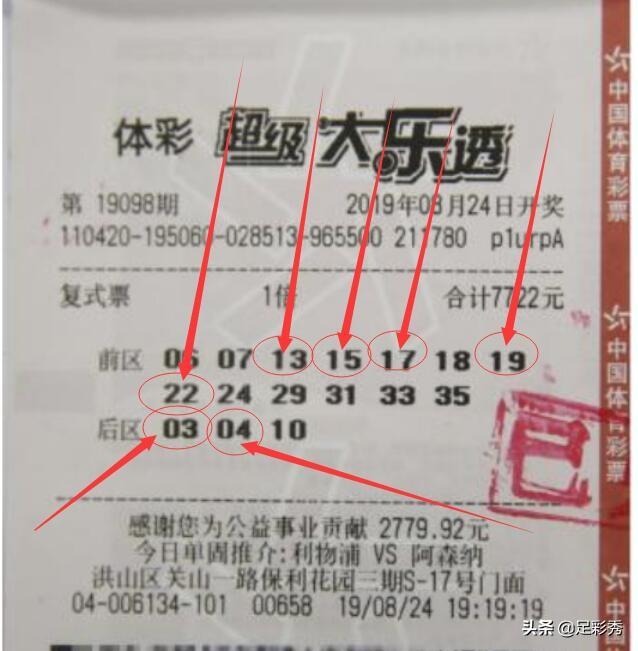 体彩 超级大乐透
第 19098期 2019年08月24日开奖
110420-195060-028513-965500 211780 p1urpA
复式票 1倍 合计7722元
前区 06 07 13 15 17 18 19
22 24 29 31 33 35
后区 03 04 10
感谢您为公益事业贡献 2779.92元
今日单固推介:利物浦 VS 阿森纳
洪山区关山一路保利花园三期S-17号门面
04-006134-101 00658 19/08/24 19:19:19
中国体育彩票
中国体育彩票
中国
已
头条 @足彩秀